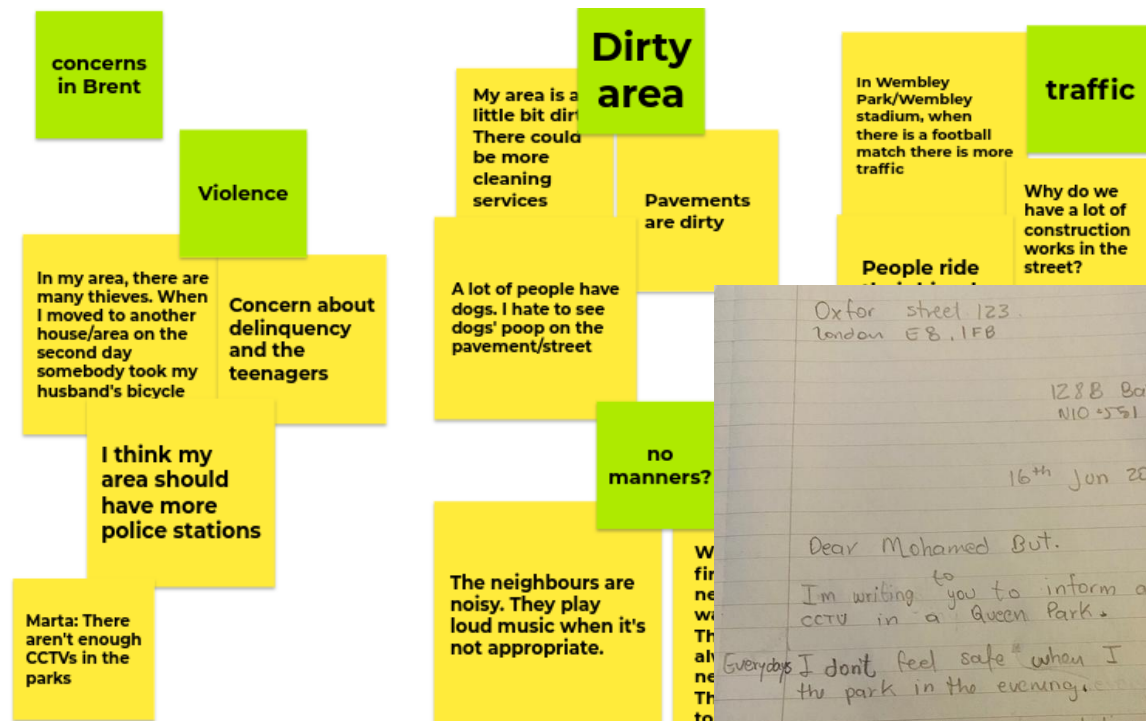 concerns
in Brent
Violence
In my area, there are
many thieves. When
I moved to another
house/area on the
second day
somebody took my
husband's bicycle
Concern about
delinquency
and the
teenagers
I think my
area should
have more
police stations
Marta: There
aren't enough
CCTVs in the
parks
Dirty
area
My area is a
little bit
There could
be more
cleaning
services
Pavements
are dirty
A lot of people have
dogs. I hate to see
dogs' poop on the
pavement/street
no
manners?
The neighbours are
noisy. They play
loud music when it's
not appropriate.
traffic
In Wembley
Park/Wembley
stadium, when
there is a football
match there is more
traffic
Why do we
have a lot of
construction
works in the
street?
People ride
Oxfor street 123
london E8. 1FB
128B
N10
16th Jun
Dear Mohamed But.
I'm writing to you to inform
CCTV in a Queen Park.
Everydays I dont feel safe when I
the park in the evening.